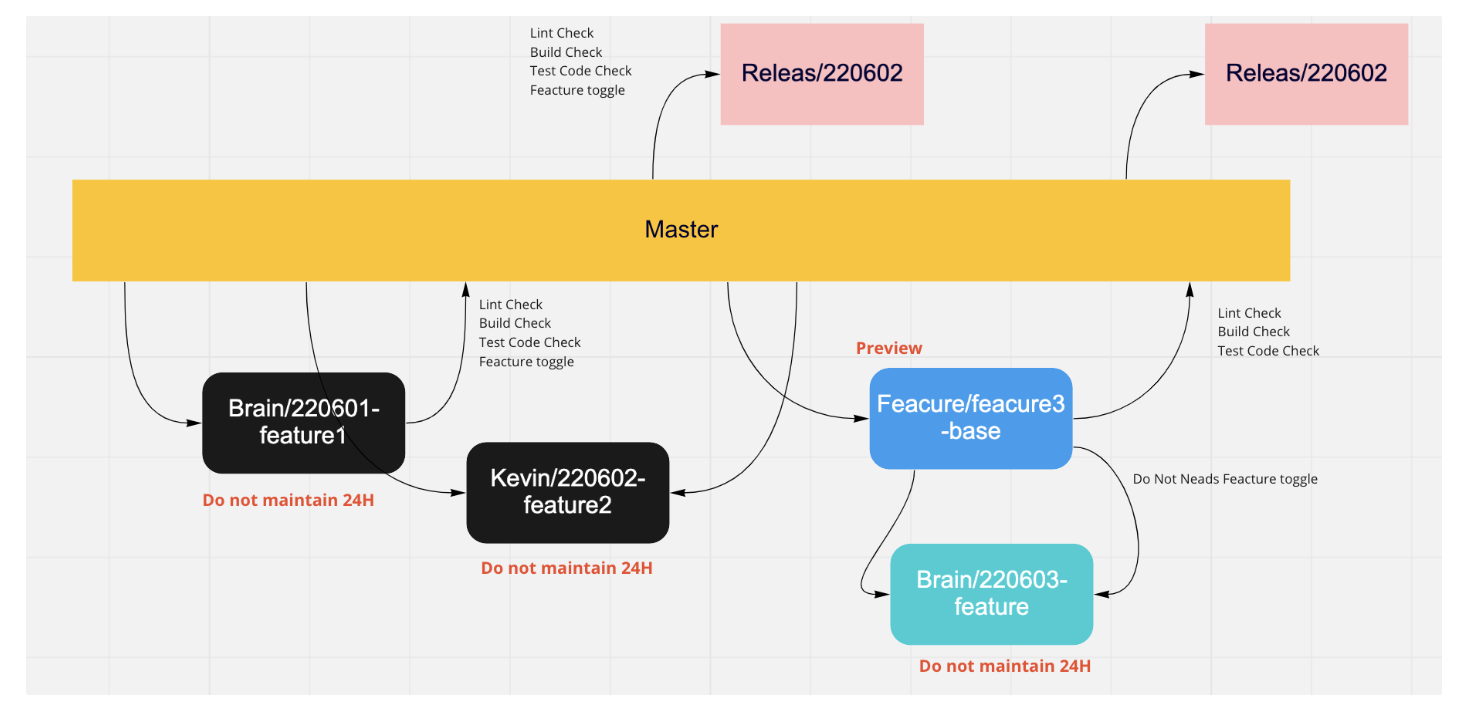 Lint Check
Build Check
Test Code Check
Feacture toggle
Releas/220602
Releas/220602
Master
Lint Check
Build Check
Test Code Check
Feacture toggle
Lint Check
Build Check
Test Code Check
Preview
Brain/220601-
feature1
Do not maintain 24H
Kevin/220602-
feature2
Do not maintain 24H
Feacure/feacure3
-base
Do Not Neads Feacture toggle
Brain/220603-
feature
Do not maintain 24H